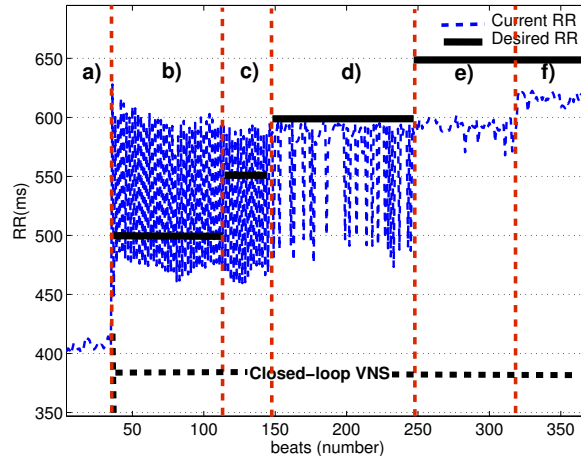 Current RR
Desired RR
a) b) c) d) e) f)
650
600
550
500
450
400
350
RR(ms)
Closed-loop VNS
50 100 150 200 250 300 350
beats (number)